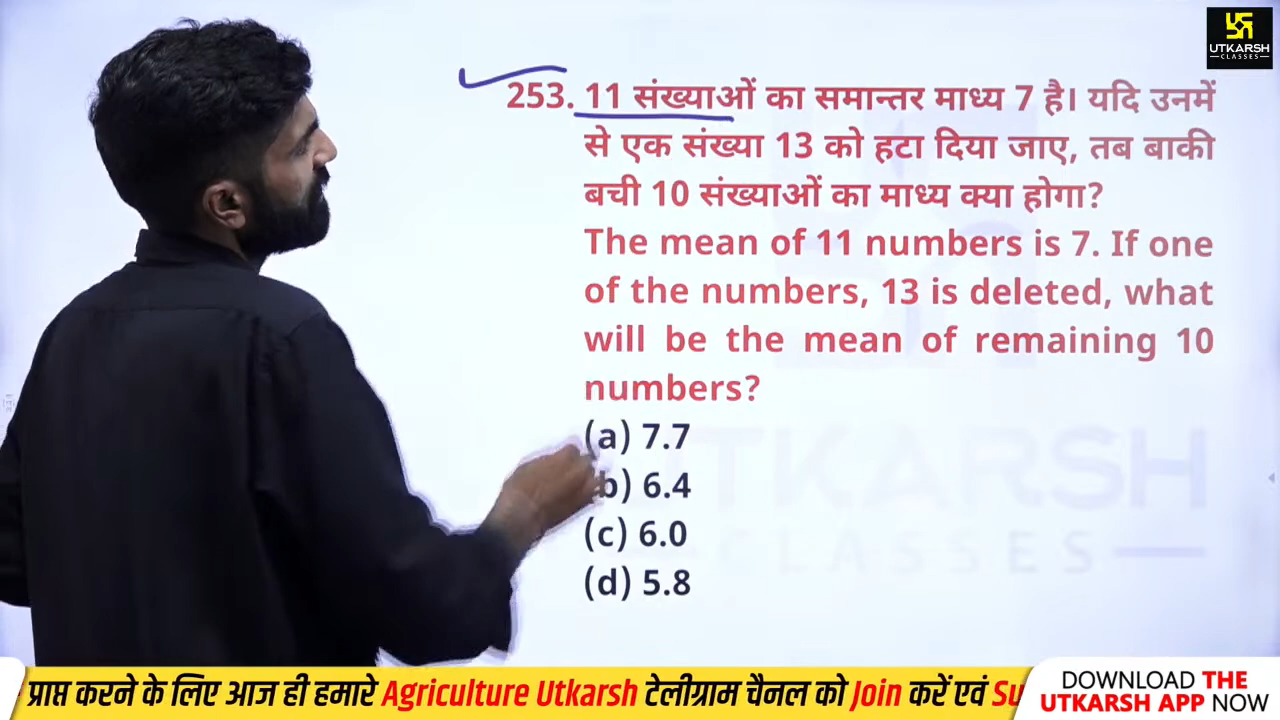 UTKARSH
CLASSES
253. 11 संख्याओं का समान्तर माध्य 7 है। यदि उनमें
से एक संख्या 13 को हटा दिया जाए, तब बाकी
बची 10 संख्याओं का माध्य क्या होगा?
The mean of 11 numbers is 7. If one
of the numbers, 13 is deleted, what
will be the mean of remaining 10
numbers?
(a) 7.7
b) 6.4
(c) 6.0
(d) 5.8
UTKARSH
CLASSES
प्राप्त करने के लिए आज ही हमारे Agriculture Utkarsh टेलीग्राम चैनल को Join करें एवं Su
DOWNLOAD THE
UTKARSH APP NOW